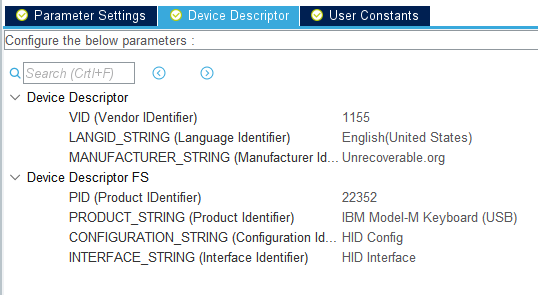 Parameter Settings Device Descriptor User Constants
Configure the below parameters :
Search (Crtl+F)
Device Descriptor
VID (Vendor IDentifier) 1155
LANGID_STRING (Language Identifier) English(United States)
MANUFACTURER_STRING (Manufacturer Id... Unrecoverable.org
Device Descriptor FS
PID (Product IDentifier) 22352
PRODUCT_STRING (Product Identifier) IBM Model-M Keyboard (USB)
CONFIGURATION_STRING (Configuration Id... HID Config
INTERFACE_STRING (Interface Identifier) HID Interface